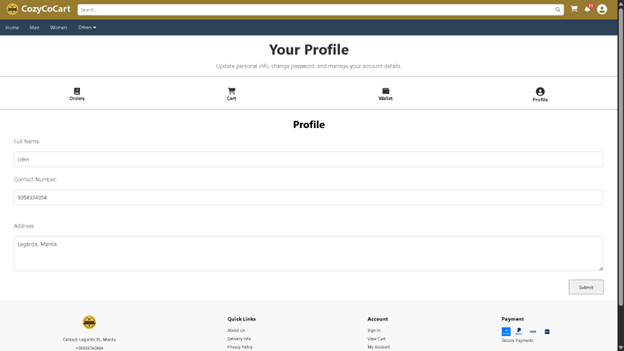 CozyCoCart
Search...
Home Men Women Others
Your Profile
Update personal info, change password, and manage your account details.
Orders Cart Wallet Profile
Profile
Full Name
John
Contact Number:
Address
Legarda, Manila
Submit
Quick Links Account Payment
Contact Legarda St., Manila
About Us Sign In
Delivery Info View Cart Secure Payments
Privacy Policy My Account